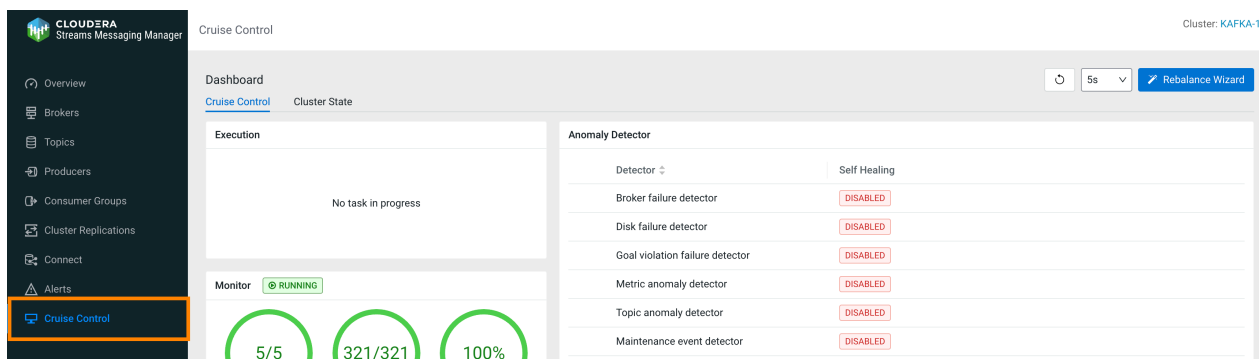 CLOUDERA
Streams Messaging Manager
Cruise Control
Cluster: KAFKA-1
Overview
Brokers
Topics
Producers
Consumer Groups
Cluster Replications
Connect
Alerts
Cruise Control
Dashboard
5s
Rebalance Wizard
Cruise Control
Cluster State
Execution
No task in progress
Monitor
RUNNING
5/5
321/321
100%
Anomaly Detector
Detector
Self Healing
Broker failure detector
DISABLED
Disk failure detector
DISABLED
Goal violation failure detector
DISABLED
Metric anomaly detector
DISABLED
Topic anomaly detector
DISABLED
Maintenance event detector
DISABLED